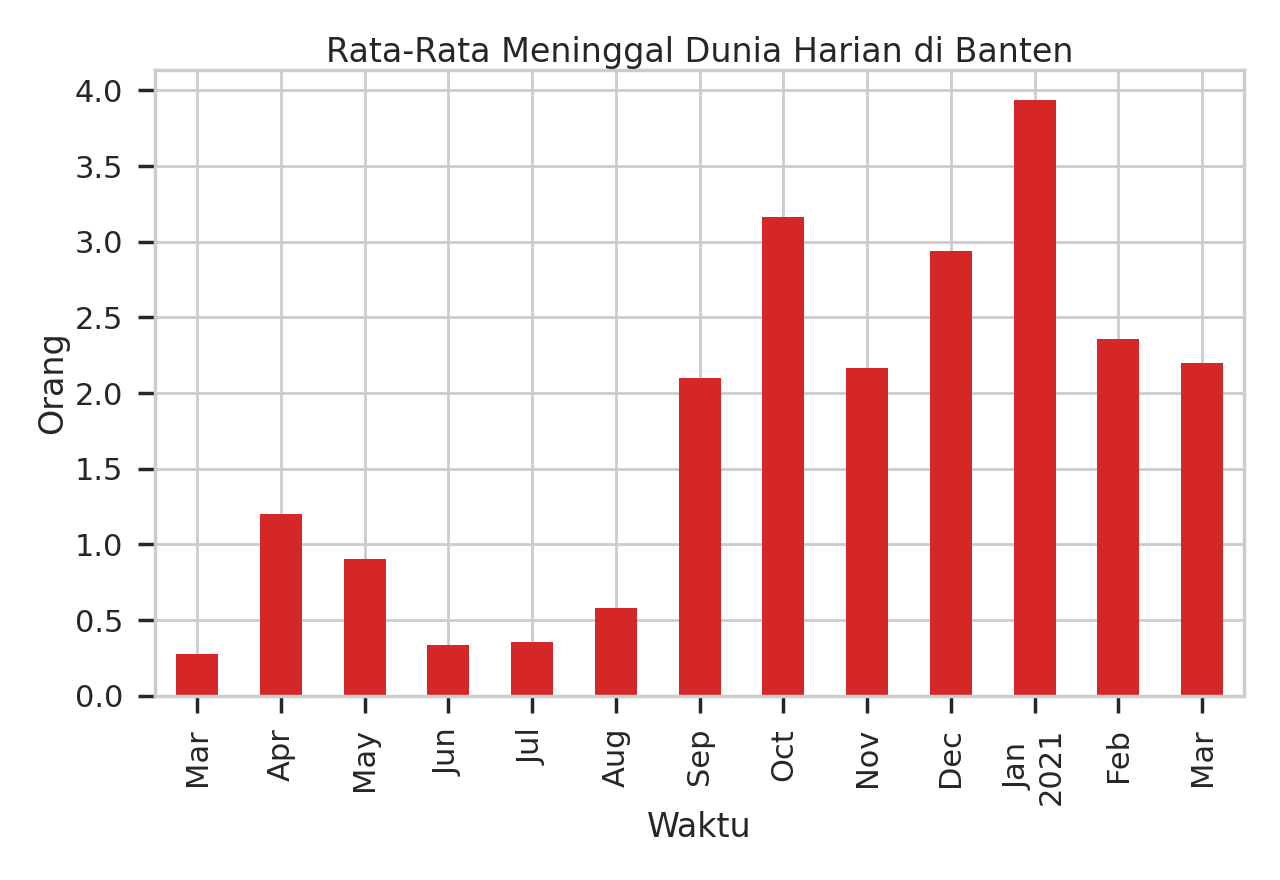 Rata-Rata Meninggal Dunia Harian di Banten
4.0
3.5
3.0
2.5
2.0
1.5
1.0
0.5
0.0
Orang
Mar
Apr
May
Jun
Jul
Aug
Sep
Oct
Nov
Dec
Jan
2021
Feb
Mar
Waktu